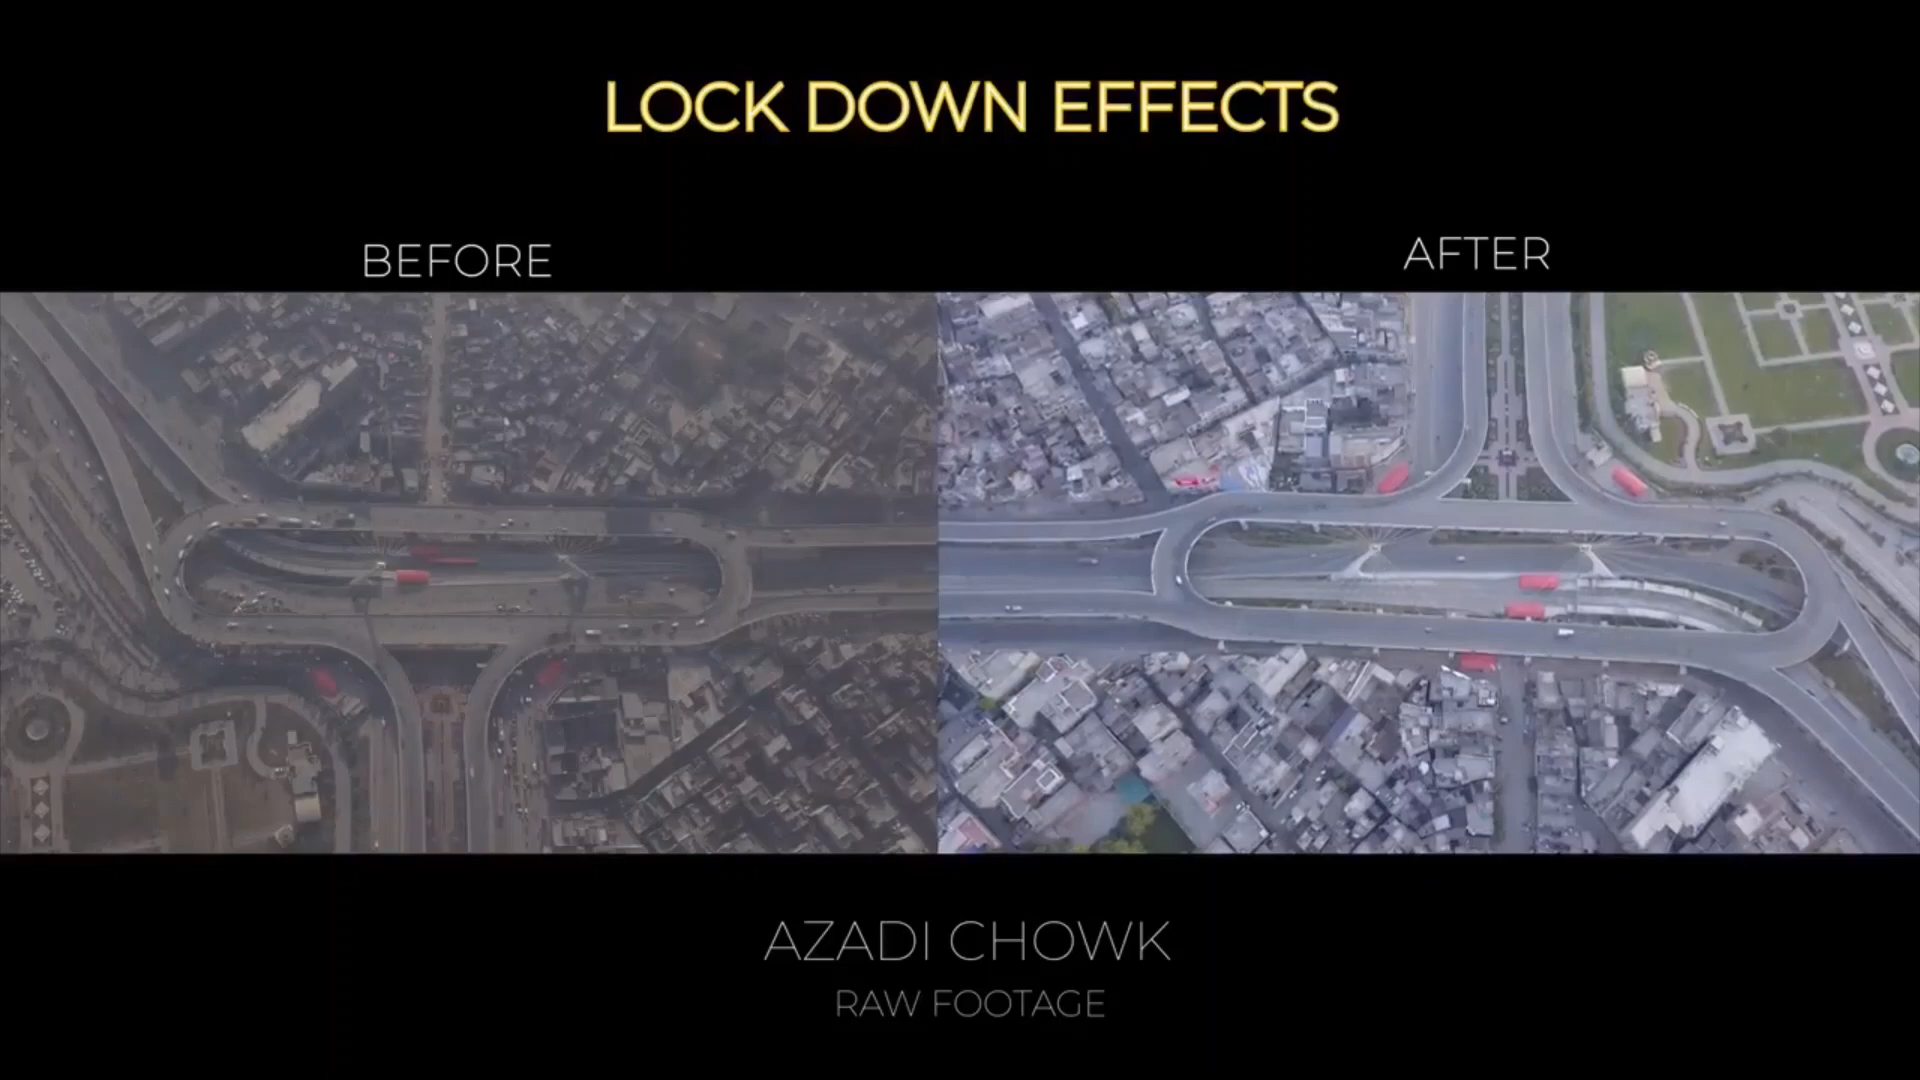 LOCK DOWN EFFECTS
BEFORE
AFTER
AZADI CHOWK
RAW FOOTAGE